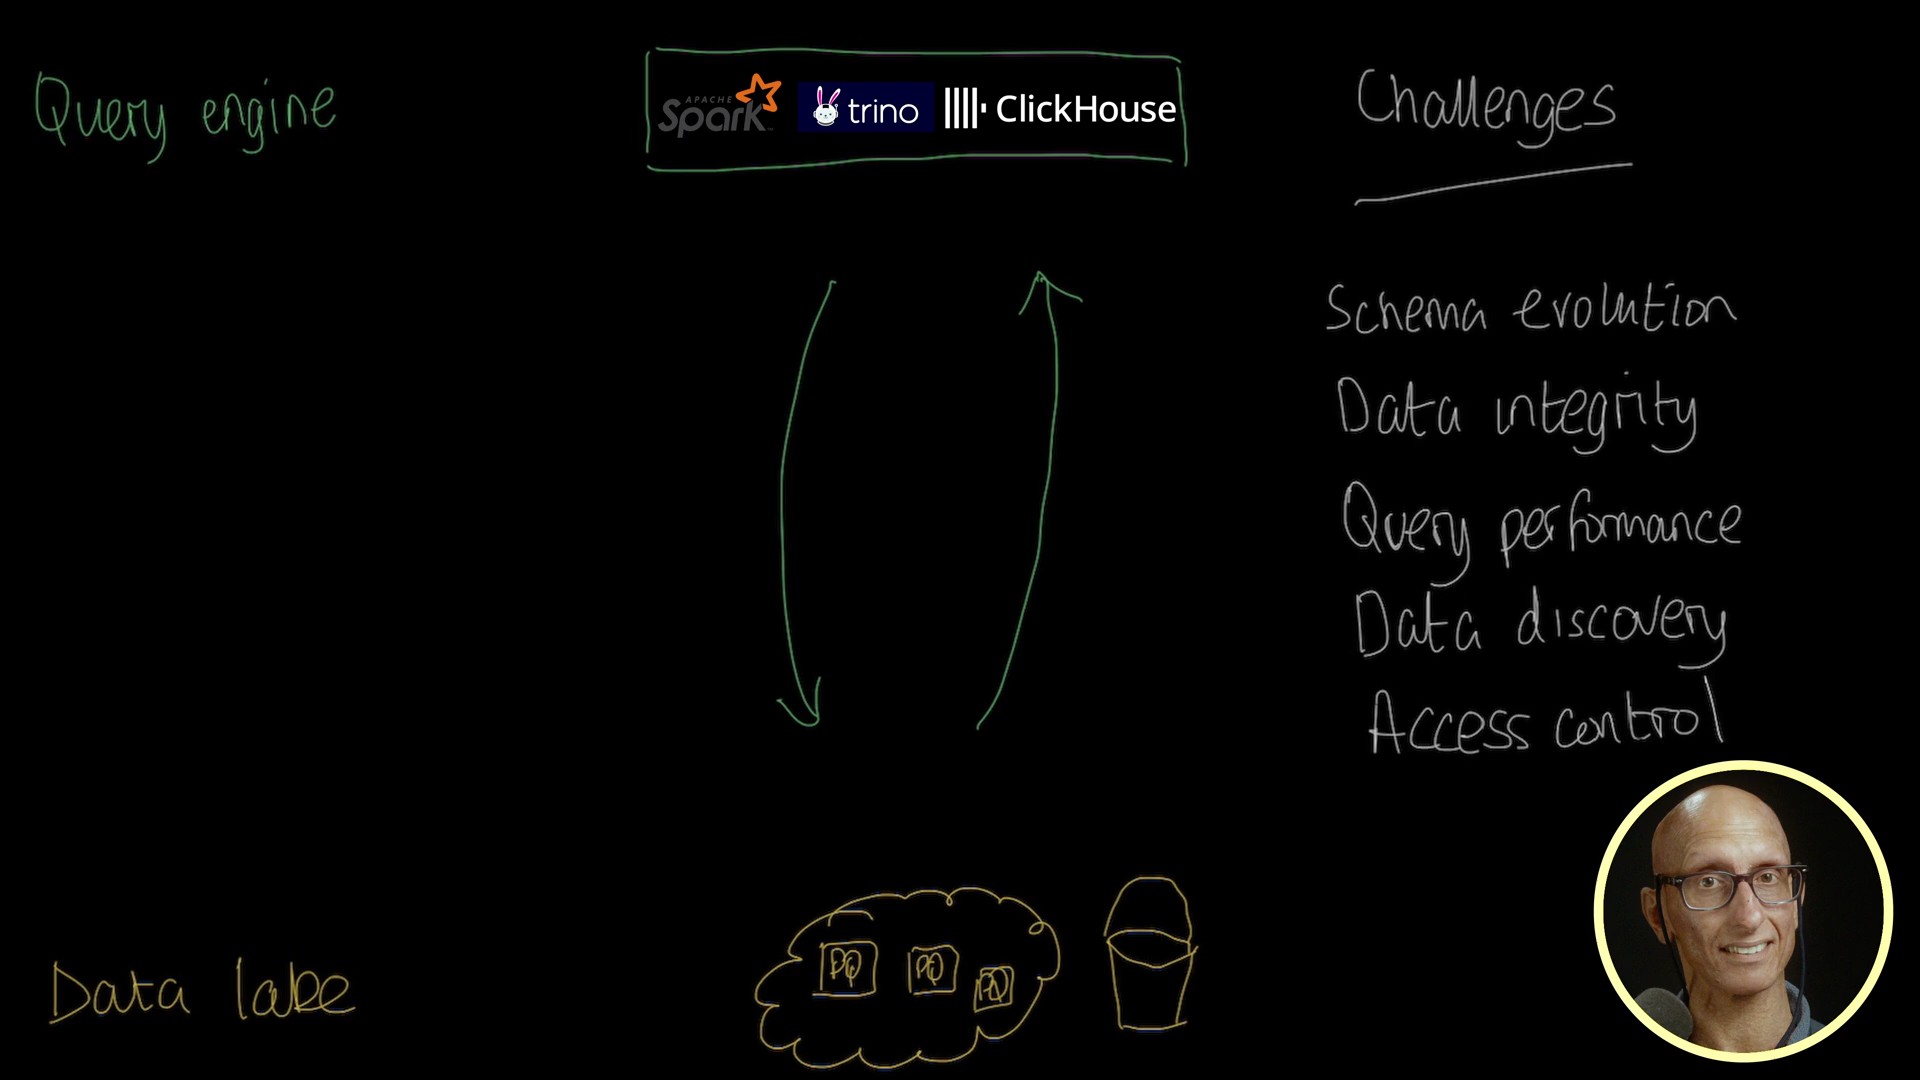 Query engine
APACHE Spark trino ClickHouse
Challenges
Schema evolution
Data integrity
Query performance
Data discovery
Access control
Data lake
PQ PQ PQ